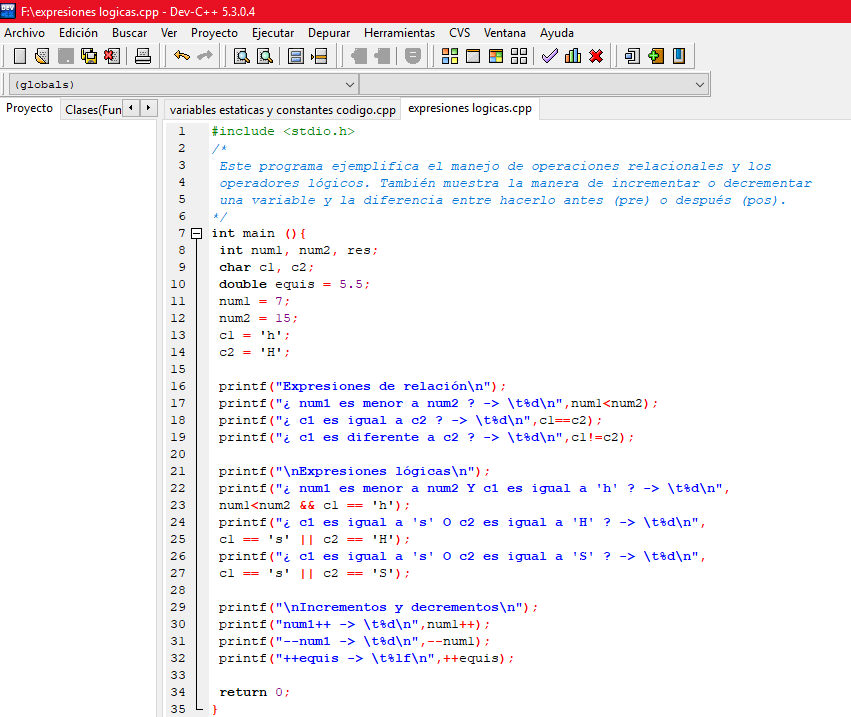 F:\expresiones logicas.cpp - Dev-C++ 5.3.0.4
Archivo Edición Buscar Ver Proyecto Ejecutar Depurar Herramientas CVS Ventana Ayuda
(globals)
Proyecto Clases(Fun variables estaticas y constantes codigo.cpp expresiones logicas.cpp
1 #include <stdio.h>
2 /*
3 Este programa ejemplifica el manejo de operaciones relacionales y los
4 operadores lógicos. También muestra la manera de incrementar o decrementar
5 una variable y la diferencia entre hacerlo antes (pre) o después (pos).
6 */
7 int main (){
8 int num1, num2, res;
9 char c1, c2;
10 double equis = 5.5;
11 num1 = 7;
12 num2 = 15;
13 c1 = 'h';
14 c2 = 'H';
15
16 printf("Expresiones de relación\n");
17 printf("¿ num1 es menor a num2 ? -> \t%d\n",num1<num2);
18 printf("¿ c1 es igual a c2 ? -> \t%d\n",c1==c2);
19 printf("¿ c1 es diferente a c2 ? -> \t%d\n",c1!=c2);
20
21 printf("\nExpresiones lógicas\n");
22 printf("¿ num1 es menor a num2 Y c1 es igual a 'h' ? -> \t%d\n",
23 num1<num2 && c1 == 'h');
24 printf("¿ c1 es igual a 's' O c2 es igual a 'H' ? -> \t%d\n",
25 c1 == 's' || c2 == 'H');
26 printf("¿ c1 es igual a 's' O c2 es igual a 'S' ? -> \t%d\n",
27 c1 == 's' || c2 == 'S');
28
29 printf("\nIncrementos y decrementos\n");
30 printf("num1++ -> \t%d\n",num1++);
31 printf("--num1 -> \t%d\n",--num1);
32 printf("++equis -> \t%lf\n",++equis);
33
34 return 0;
35 }